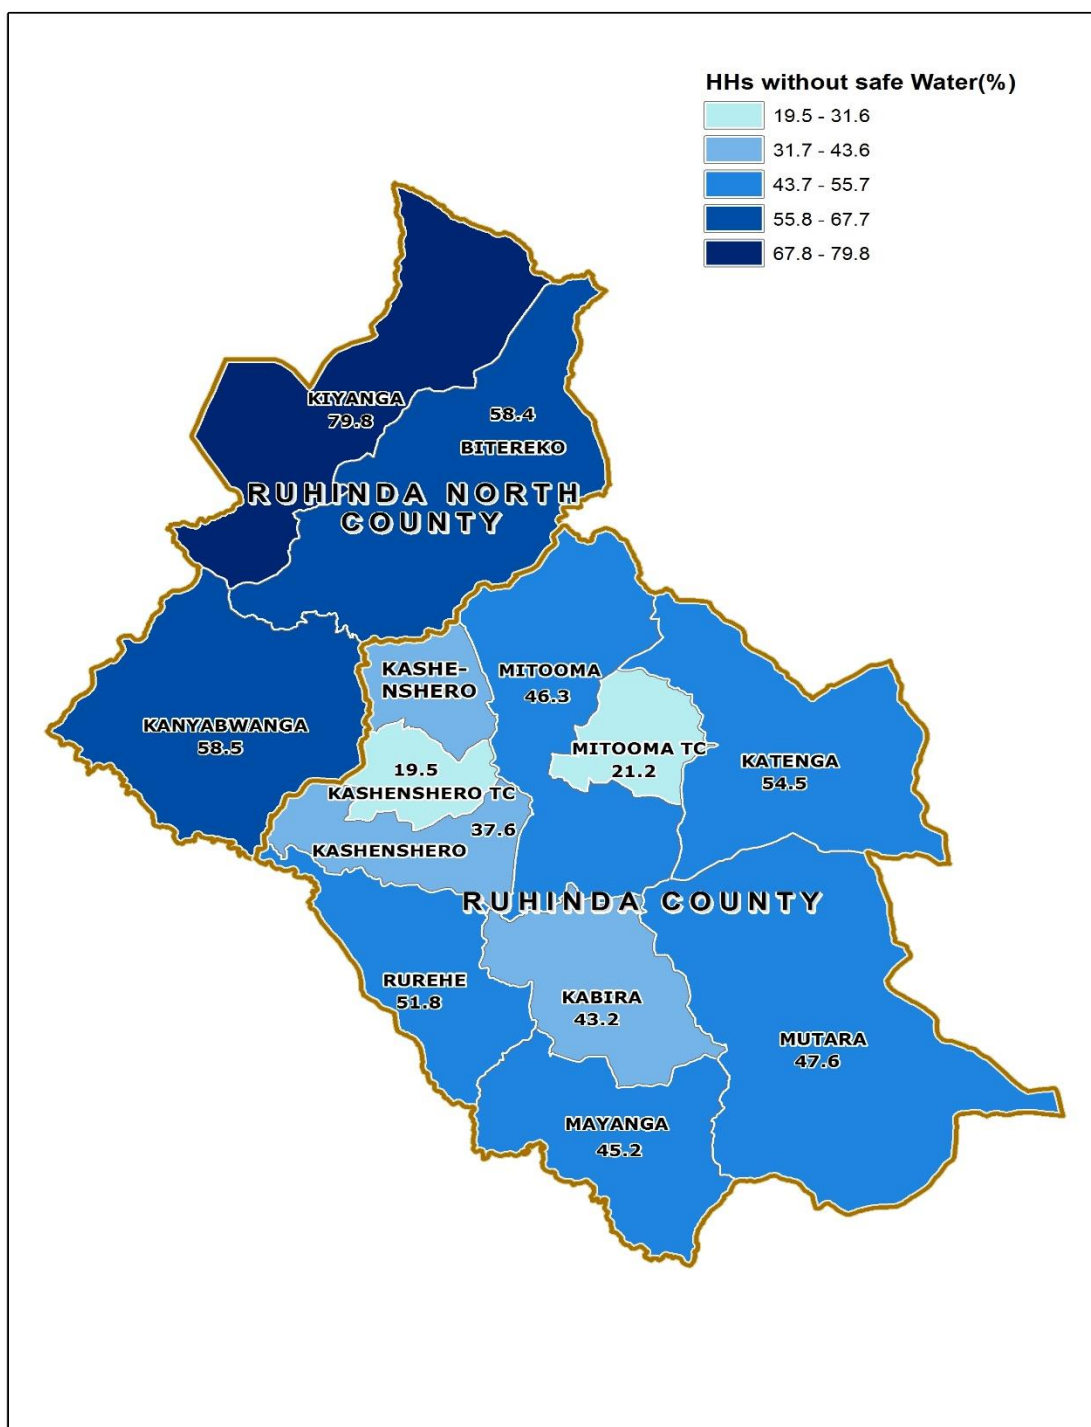 HHs without safe Water(%)
19.5 - 31.6
31.7 - 43.6
43.7 - 55.7
55.8 - 67.7
67.8 - 79.8
KIYANGA
79.8
58.4
BITEREKO
RUHINDA NORTH
COUNTY
KASHE-
NSHERO
MITOOMA
46.3
KANYABWANGA
58.5
MITOOMA TC
21.2
KATENGA
54.5
19.5
KASHENSHERO TC
37.6
KASHENSHERO
RUHINDA COUNTY
RUREHE
51.8
KABIRA
43.2
MUTARA
47.6
MAYANGA
45.2